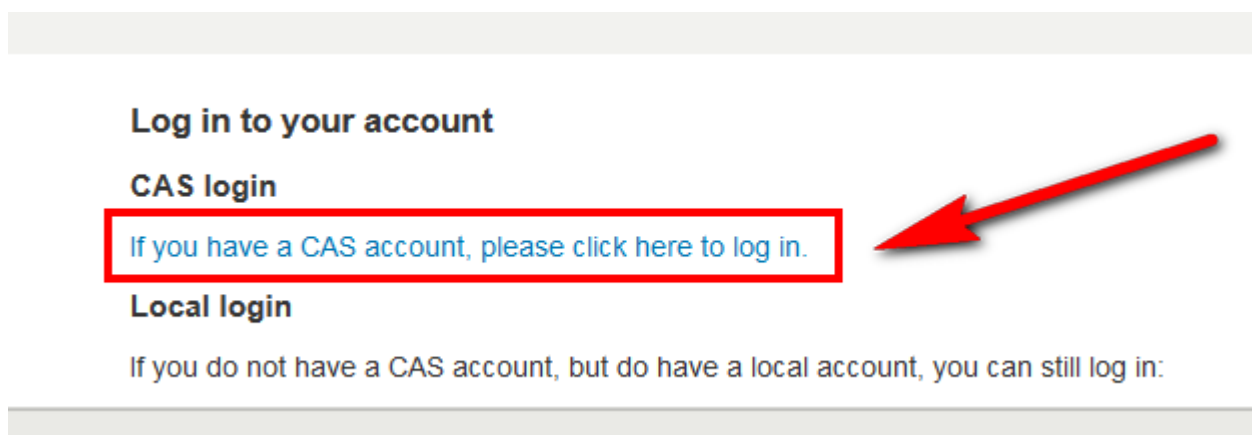 Log in to your account
CAS login
If you have a CAS account, please click here to log in.
Local login
If you do not have a CAS account, but do have a local account, you can still log in: